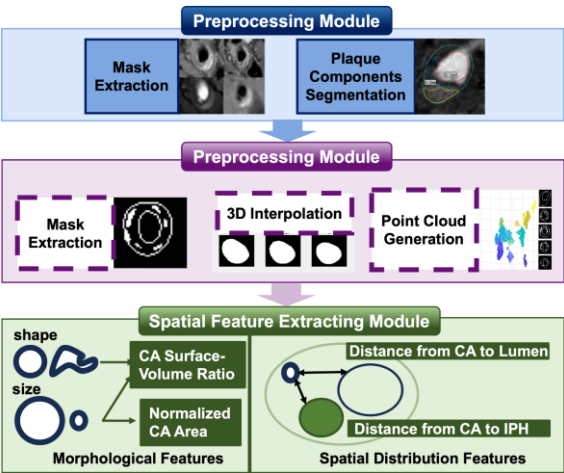 Preprocessing Module
Mask
Extraction
Plaque
Components
Segmentation
Preprocessing Module
Mask
Extraction
3D Interpolation
Point Cloud
Generation
Spatial Feature Extracting Module
shape
size
CA Surface-
Volume Ratio
Normalized
CA Area
Morphological Features
Distance from CA to Lumen
Distance from CA to IPH
Spatial Distribution Features